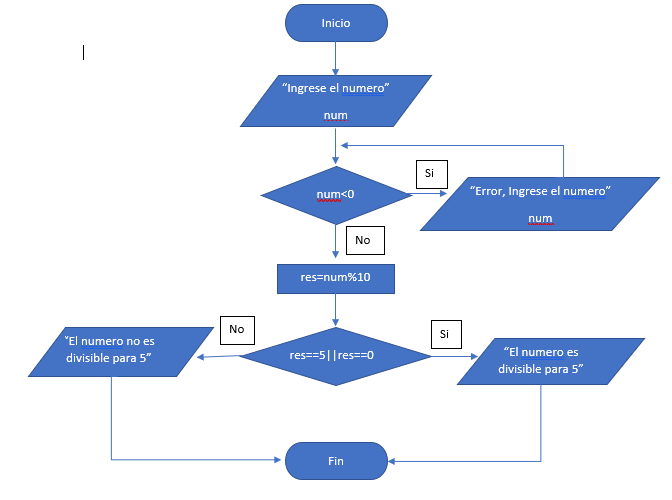 Inicio
“Ingrese el numero”
num
num<0
Si
“Error, Ingrese el numero”
num
No
res=num%10
No
res==5||res==0
Si
“El numero no es
divisible para 5”
“El numero es
divisible para 5”
Fin